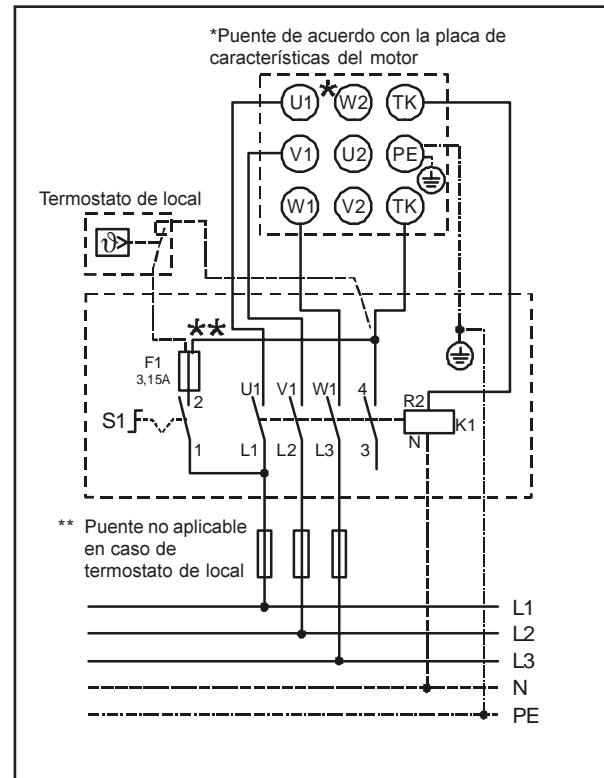 *Puente de acuerdo con la placa de
características del motor
U1 * W2 TK
V1 U2 PE
W1 V2 TK
Termostato de local
ϑ
**
F1
3,15A
2
U1 V1 W1 4
R2
S1
K1
N
1 L1 L2 L3 3
** Puente no aplicable
en caso de
termostato de local
L1
L2
L3
N
PE